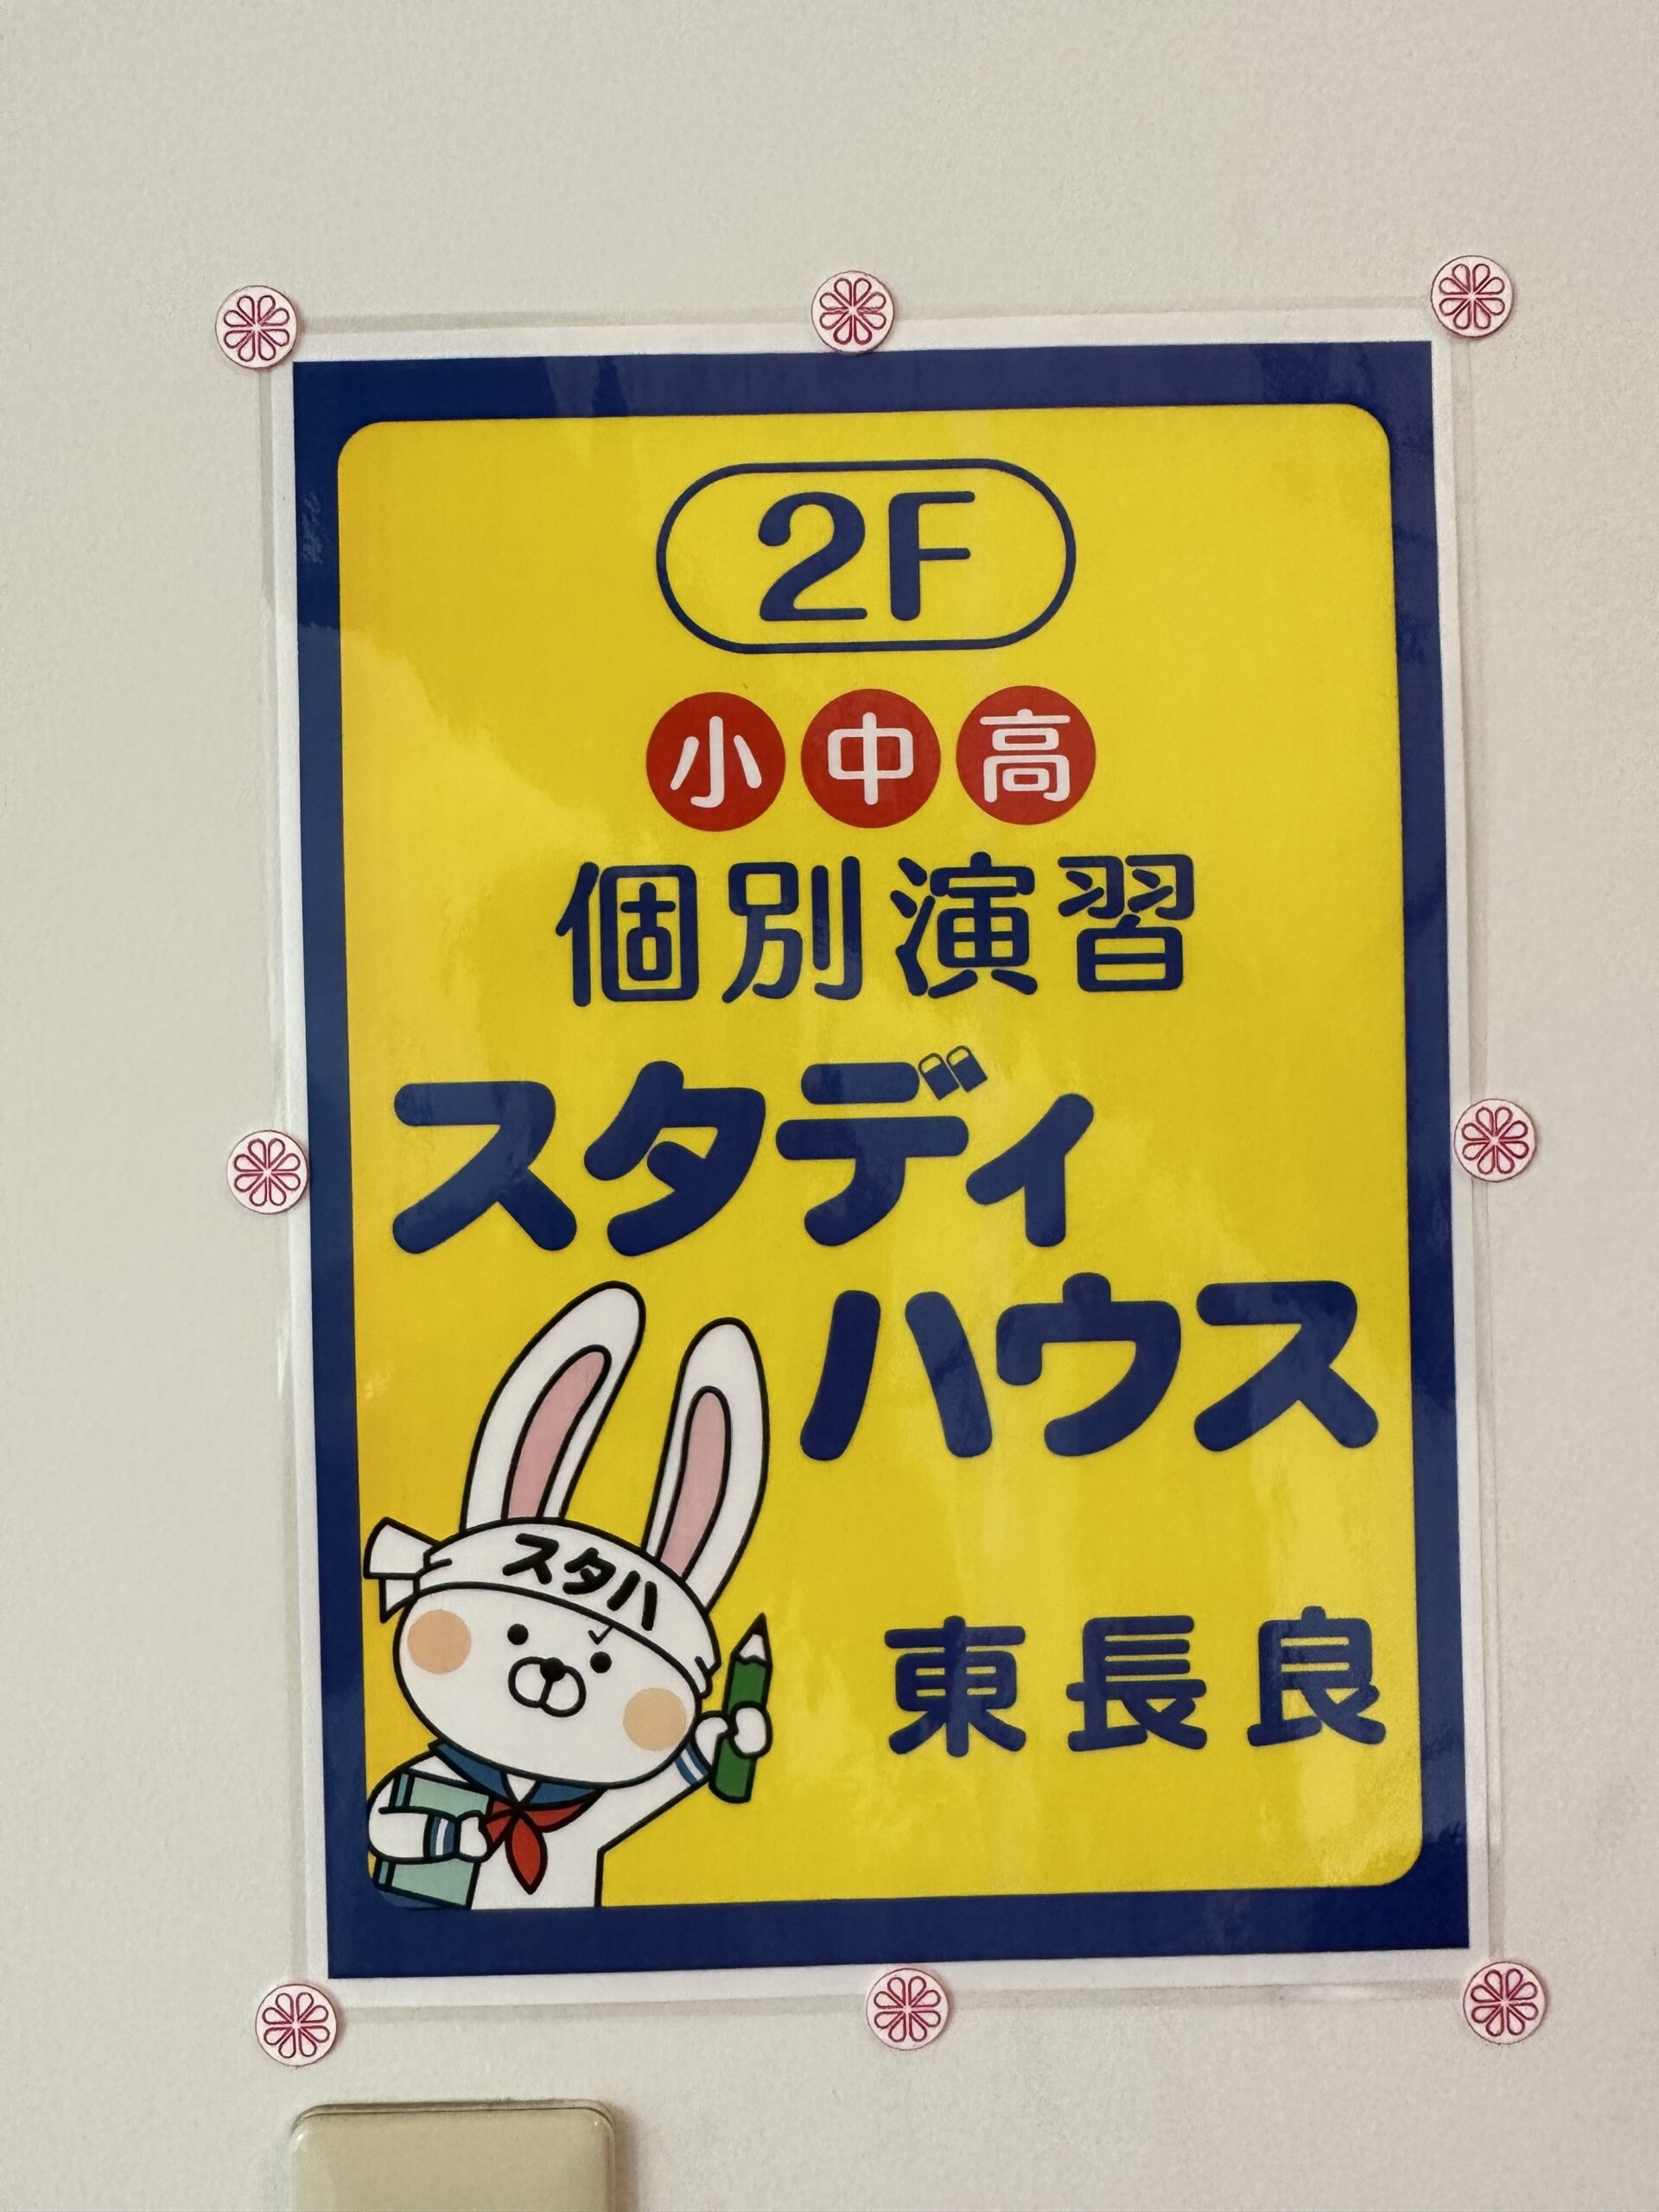 2F
小中高
個別演習
スタディ
ハウス
スタハ
東長良